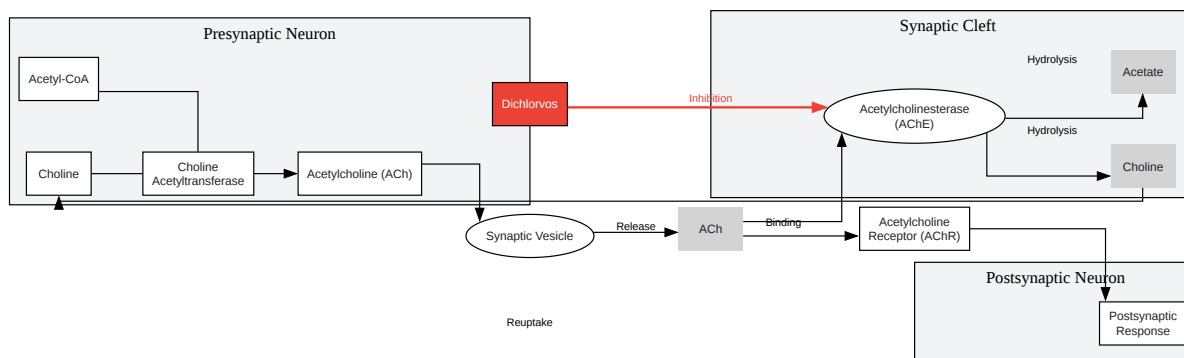 Presynaptic Neuron
Synaptic Cleft
Acetyl-CoA
Hydrolysis
Acetate
Dichlorvos
Inhibition
Acetylcholinesterase
(AChE)
Hydrolysis
Choline
Choline
Acetyltransferase
Acetylcholine (ACh)
Choline
Synaptic Vesicle
Release
ACh
Binding
Acetylcholine
Receptor (AChR)
Postsynaptic Neuron
Reuptake
Postsynaptic
Response